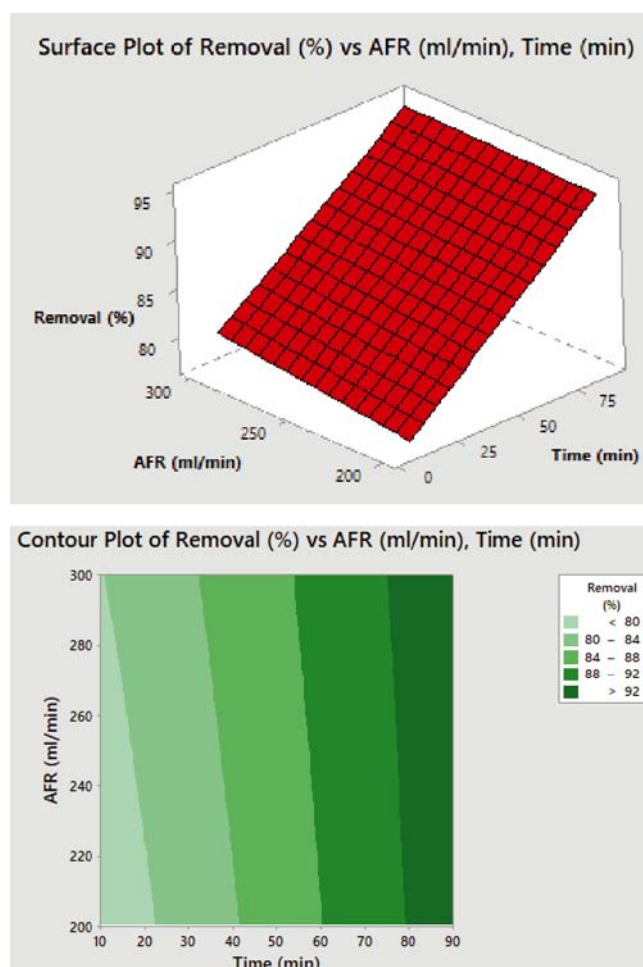 Surface Plot of Removal (%) vs AFR (ml/min), Time (min)
95
90
85
80
Removal (%)
300
250
200
AFR (ml/min)
0
25
50
75
Time (min)
Contour Plot of Removal (%) vs AFR (ml/min), Time (min)
300
280
260
240
220
200
AFR (ml/min)
10 20 30 40 50 60 70 80 90
Time (min)
Removal
(%)
< 80
80 – 84
84 – 88
88 – 92
> 92